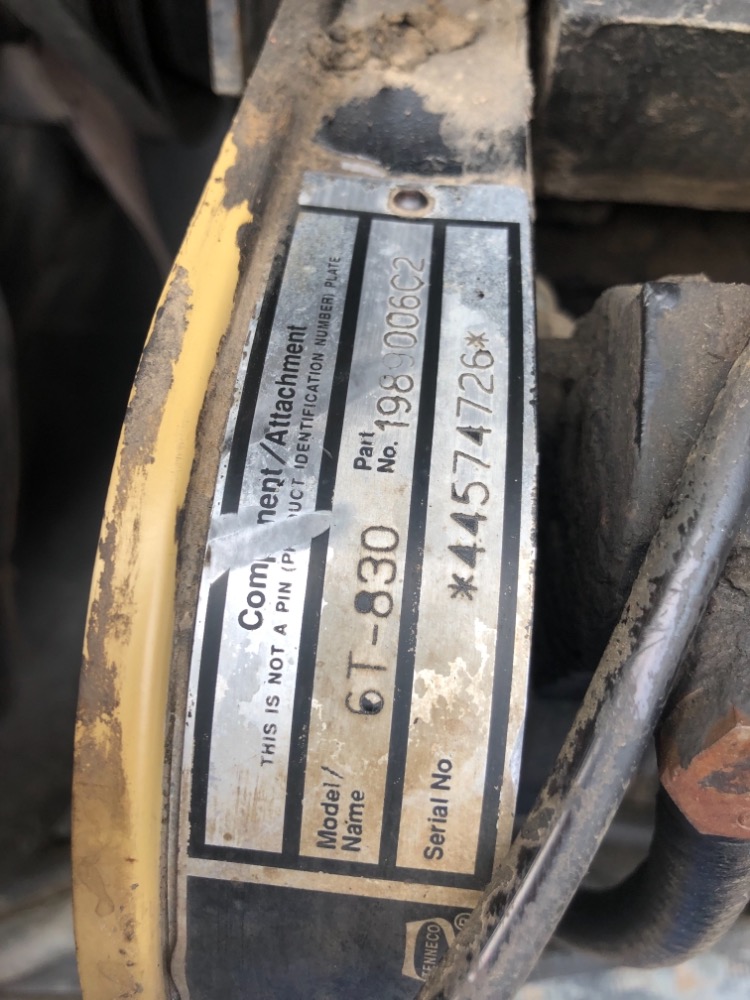 Component/Attachment
THIS IS NOT A PIN (PRODUCT IDENTIFICATION NUMBER) PLATE
Model/Name 6T-830 Part No. 1989006C2
Serial No *44574726*
TENNECO ®